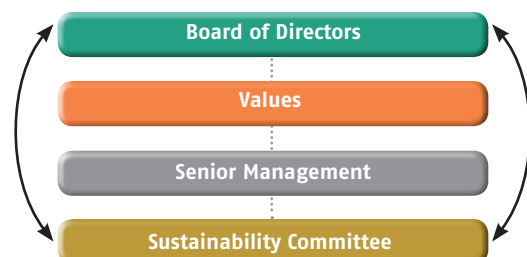 Board of Directors
Values
Senior Management
Sustainability Committee